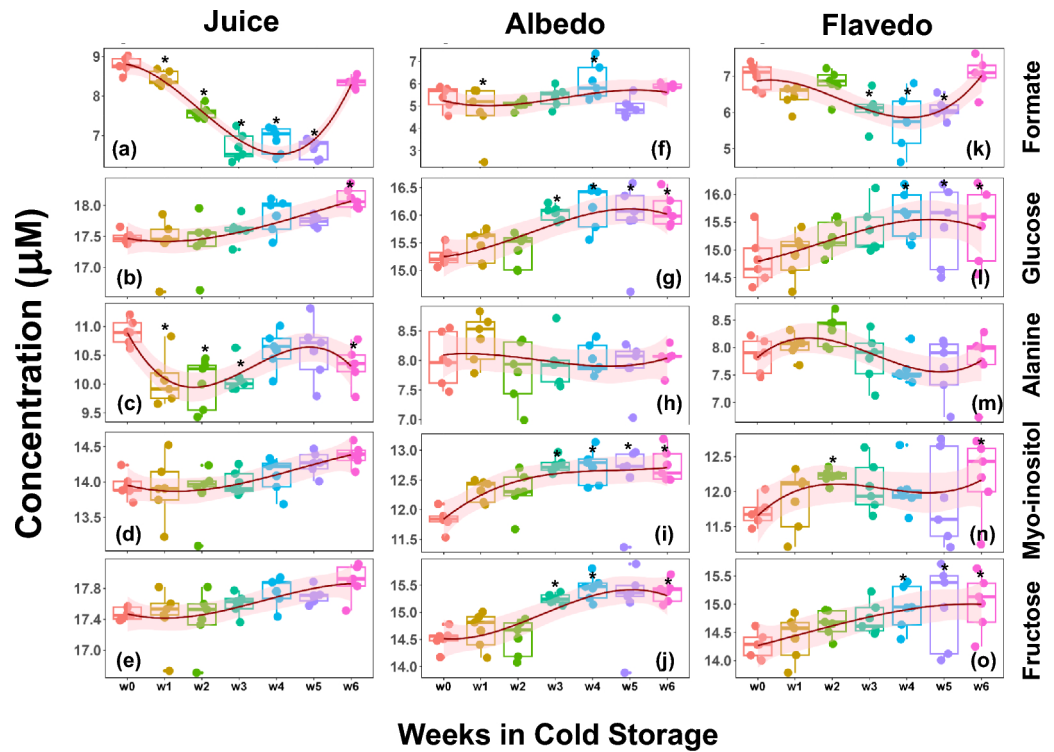 Juice Albedo Flavedo
Concentration (µMl)
9
8
7
(a)
6
5
4
3
(f)
7
6
5
(k)
Formate
18.0
17.5
17.0
(b)
16.5
16.0
15.5
15.0
(g)
16.0
15.5
15.0
14.5
(l)
Glucose
11.0
10.5
10.0
9.5
(c)
8.5
8.0
7.5
7.0
(h)
8.5
8.0
7.5
7.0
(m)
Alanine
14.5
14.0
13.5
(d)
13.0
12.5
12.0
11.5
(i)
12.5
12.0
11.5
(n)
Myo-inositol
17.8
17.4
17.0
(e)
15.5
15.0
14.5
14.0
(j)
15.5
15.0
14.5
14.0
(o)
Fructose
w0 w1 w2 w3 w4 w5 w6 w0 w1 w2 w3 w4 w5 w6 w0 w1 w2 w3 w4 w5 w6
Weeks in Cold Storage